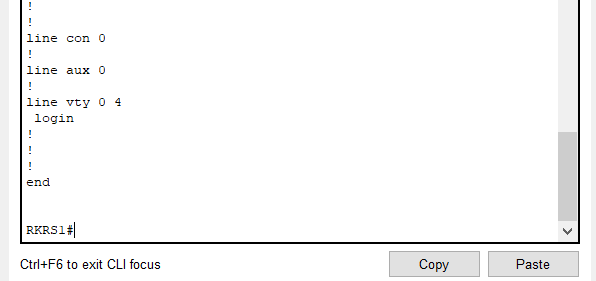 !
!
line con 0
!
line aux 0
!
line vty 0 4
 login
!
!
!
end
RKRS1#
Ctrl+F6 to exit CLI focus
Copy
Paste